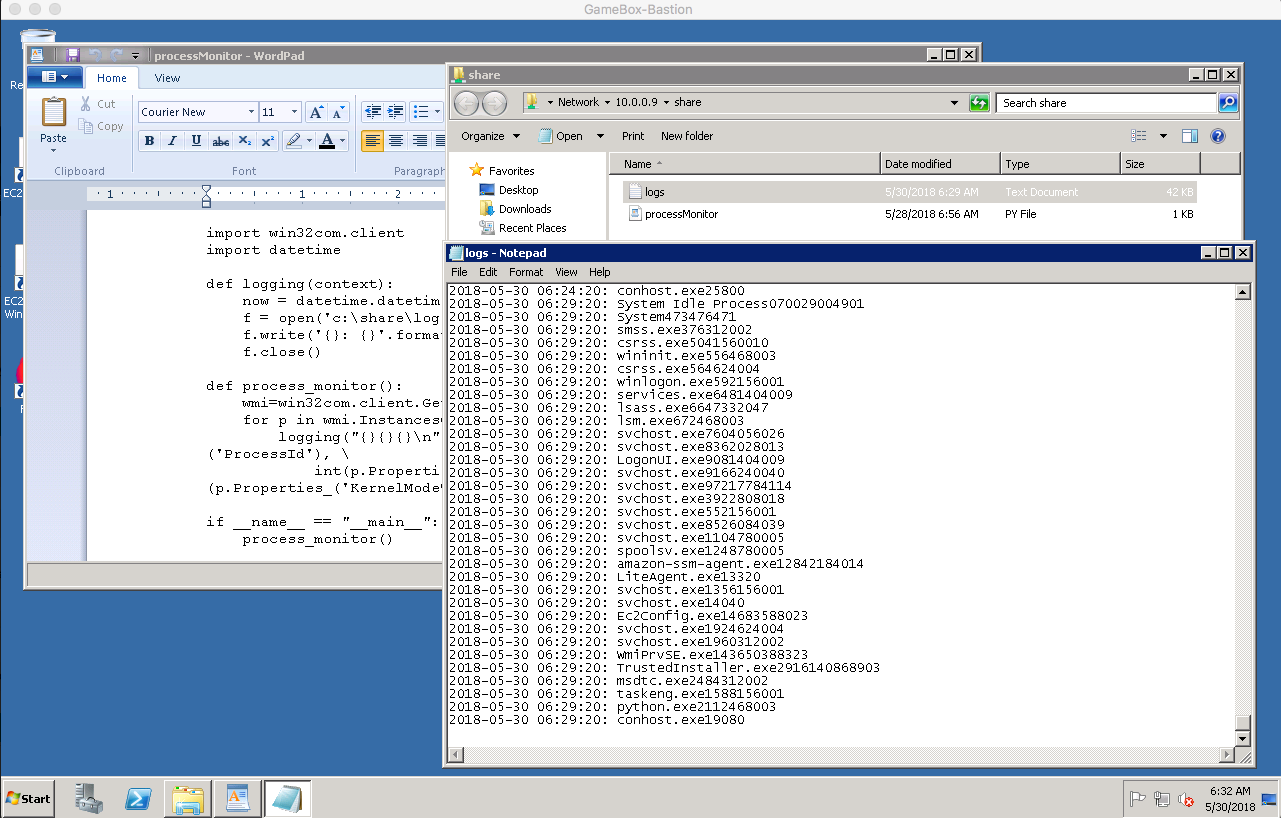 GameBox-Bastion
Re
EC2
EC2
Win
processMonitor - WordPad
Home View
Paste
Cut
Copy
Clipboard
Courier New 11
B I U abc X₂ X² A
Font
Paragraph
1 1 2
import win32com.client
import datetime
def logging(context):
now = datetime.datetim
f = open('c:\share\log
f.write('{}: {}'.forma
f.close()
def process_monitor():
wmi=win32com.client.Ge
for p in wmi.Instances
logging("{}{}{}\n"
('ProcessId'), \
int(p.Properti
(p.Properties_('KernelMode'
if __name__ == "__main__":
process_monitor()
share
Network 10.0.0.9 share
Search share
Organize Open Print New folder
Favorites
Desktop
Downloads
Recent Places
Name Date modified Type Size
logs 5/30/2018 6:29 AM Text Document 42 KB
processMonitor 5/28/2018 6:56 AM PY File 1 KB
logs - Notepad
File Edit Format View Help
2018-05-30 06:24:20: conhost.exe25800
2018-05-30 06:29:20: System Idle Process070029004901
2018-05-30 06:29:20: System473476471
2018-05-30 06:29:20: smss.exe376312002
2018-05-30 06:29:20: csrss.exe5041560010
2018-05-30 06:29:20: wininit.exe556468003
2018-05-30 06:29:20: csrss.exe564624004
2018-05-30 06:29:20: winlogon.exe592156001
2018-05-30 06:29:20: services.exe6481404009
2018-05-30 06:29:20: lsass.exe6647332047
2018-05-30 06:29:20: lsm.exe672468003
2018-05-30 06:29:20: svchost.exe7604056026
2018-05-30 06:29:20: svchost.exe8362028013
2018-05-30 06:29:20: LogonUI.exe9081404009
2018-05-30 06:29:20: svchost.exe9166240040
2018-05-30 06:29:20: svchost.exe97217784114
2018-05-30 06:29:20: svchost.exe3922808018
2018-05-30 06:29:20: svchost.exe552156001
2018-05-30 06:29:20: svchost.exe8526084039
2018-05-30 06:29:20: svchost.exe1104780005
2018-05-30 06:29:20: spoolsv.exe1248780005
2018-05-30 06:29:20: amazon-ssm-agent.exe12842184014
2018-05-30 06:29:20: LiteAgent.exe13320
2018-05-30 06:29:20: svchost.exe1356156001
2018-05-30 06:29:20: svchost.exe14040
2018-05-30 06:29:20: Ec2Config.exe14683588023
2018-05-30 06:29:20: svchost.exe1924624004
2018-05-30 06:29:20: svchost.exe1960312002
2018-05-30 06:29:20: WmiPrvSE.exe143650388323
2018-05-30 06:29:20: TrustedInstaller.exe2916140868903
2018-05-30 06:29:20: msdtc.exe2484312002
2018-05-30 06:29:20: taskeng.exe1588156001
2018-05-30 06:29:20: python.exe2112468003
2018-05-30 06:29:20: conhost.exe19080
Start
6:32 AM
5/30/2018